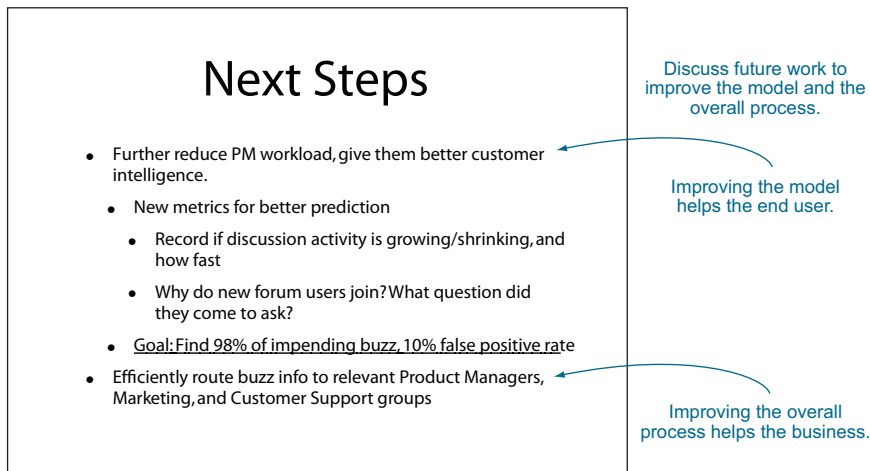 Next Steps
• Further reduce PM workload, give them better customer
intelligence.
• New metrics for better prediction
• Record if discussion activity is growing/shrinking, and
how fast
• Why do new forum users join? What question did
they come to ask?
• Goal: Find 98% of impending buzz, 10% false positive rate
• Efficiently route buzz info to relevant Product Managers,
Marketing, and Customer Support groups
Discuss future work to
improve the model and the
overall process.
Improving the model
helps the end user.
Improving the overall
process helps the business.